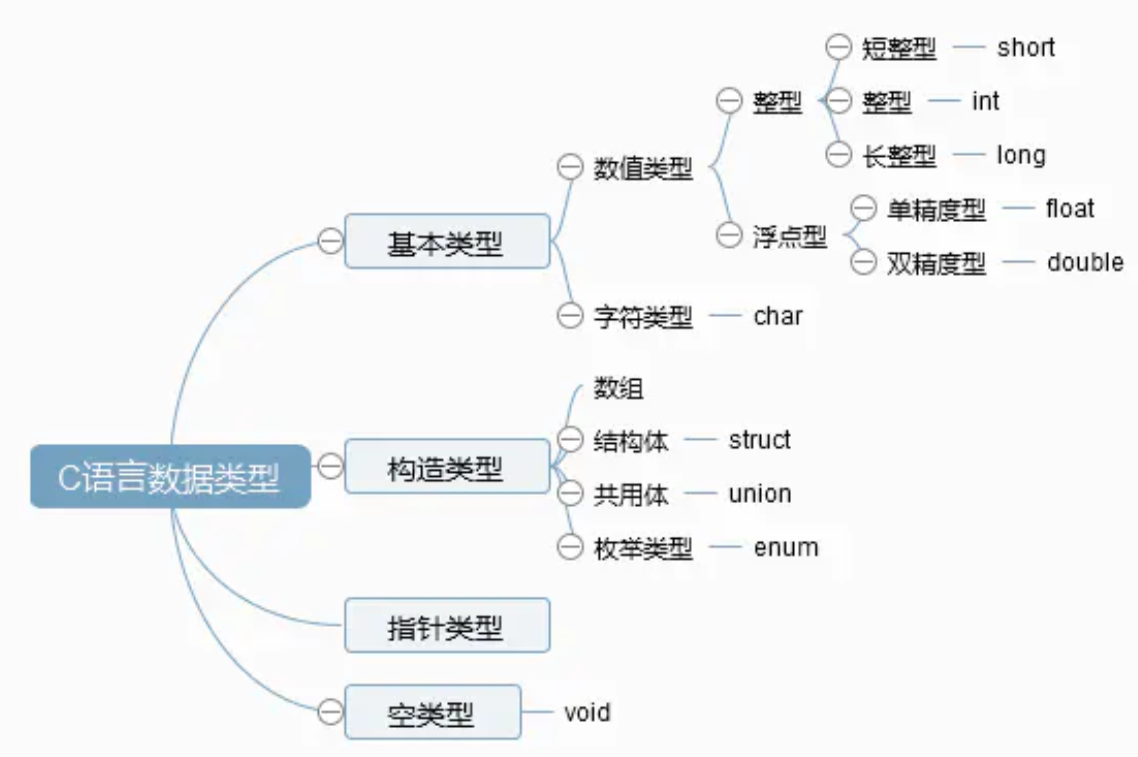 C语言数据类型
基本类型
数值类型
整型
短整型 short
整型 int
长整型 long
浮点型
单精度型 float
双精度型 double
字符类型 char
构造类型
数组
结构体 struct
共用体 union
枚举类型 enum
指针类型
空类型 void